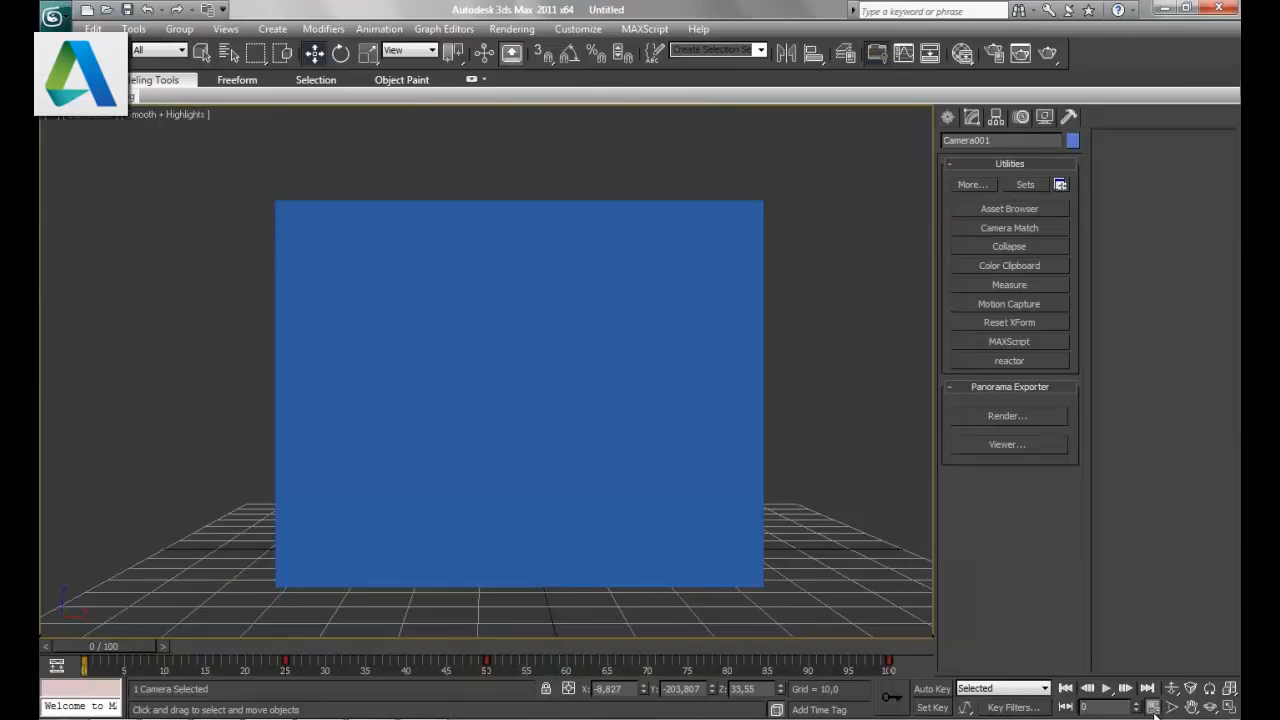 Autodesk 3ds Max 2011 x64    Untitled
Type a keyword or phrase
Edit Tools Group Views Create Modifiers Animation Graph Editors Rendering Customize MAXScript Help
All
View
Create Selection Se
eling Tools Freeform Selection Object Paint
mooth + Highlights ]
Camera001
- Utilities
More... Sets
Asset Browser
Camera Match
Collapse
Color Clipboard
Measure
Motion Capture
Reset XForm
MAXScript
reactor
- Panorama Exporter
Render...
Viewer...
< 0 / 100 >
5 15 20 25 30 35 40 45 50 55 60 65 70 75 80 85 90 95 100
10
1 Camera Selected
X: -8,827 Y: -203,807 Z: 33,55 Grid = 10,0
Auto Key Selected
Welcome to M
Click and drag to select and move objects
Add Time Tag
Set Key Key Filters... 0